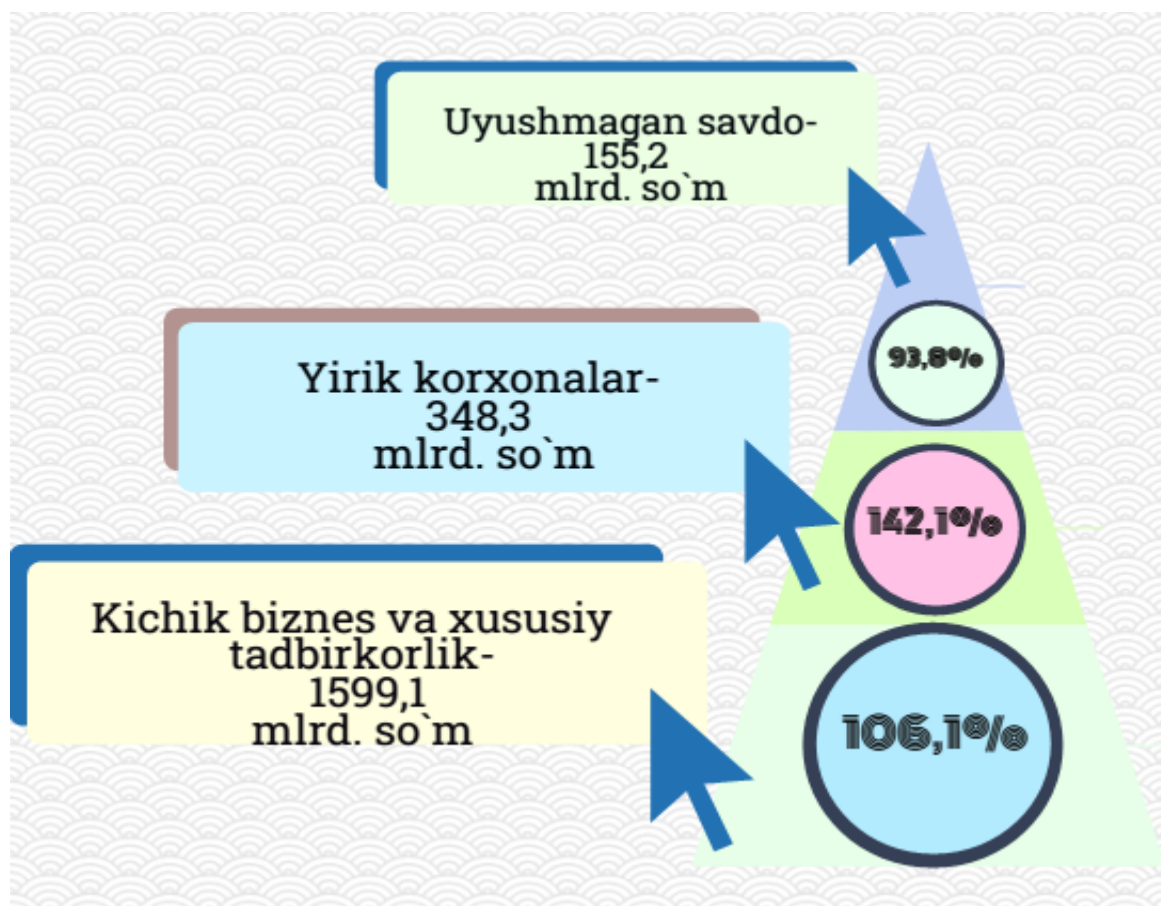 Uyushmagan savdo-
155,2
mlrd. so`m
93,8%
Yirik korxonalar-
348,3
mlrd. so`m
142,1%
Kichik biznes va xususiy
tadbirkorlik-
1599,1
mlrd. so`m
106,1%